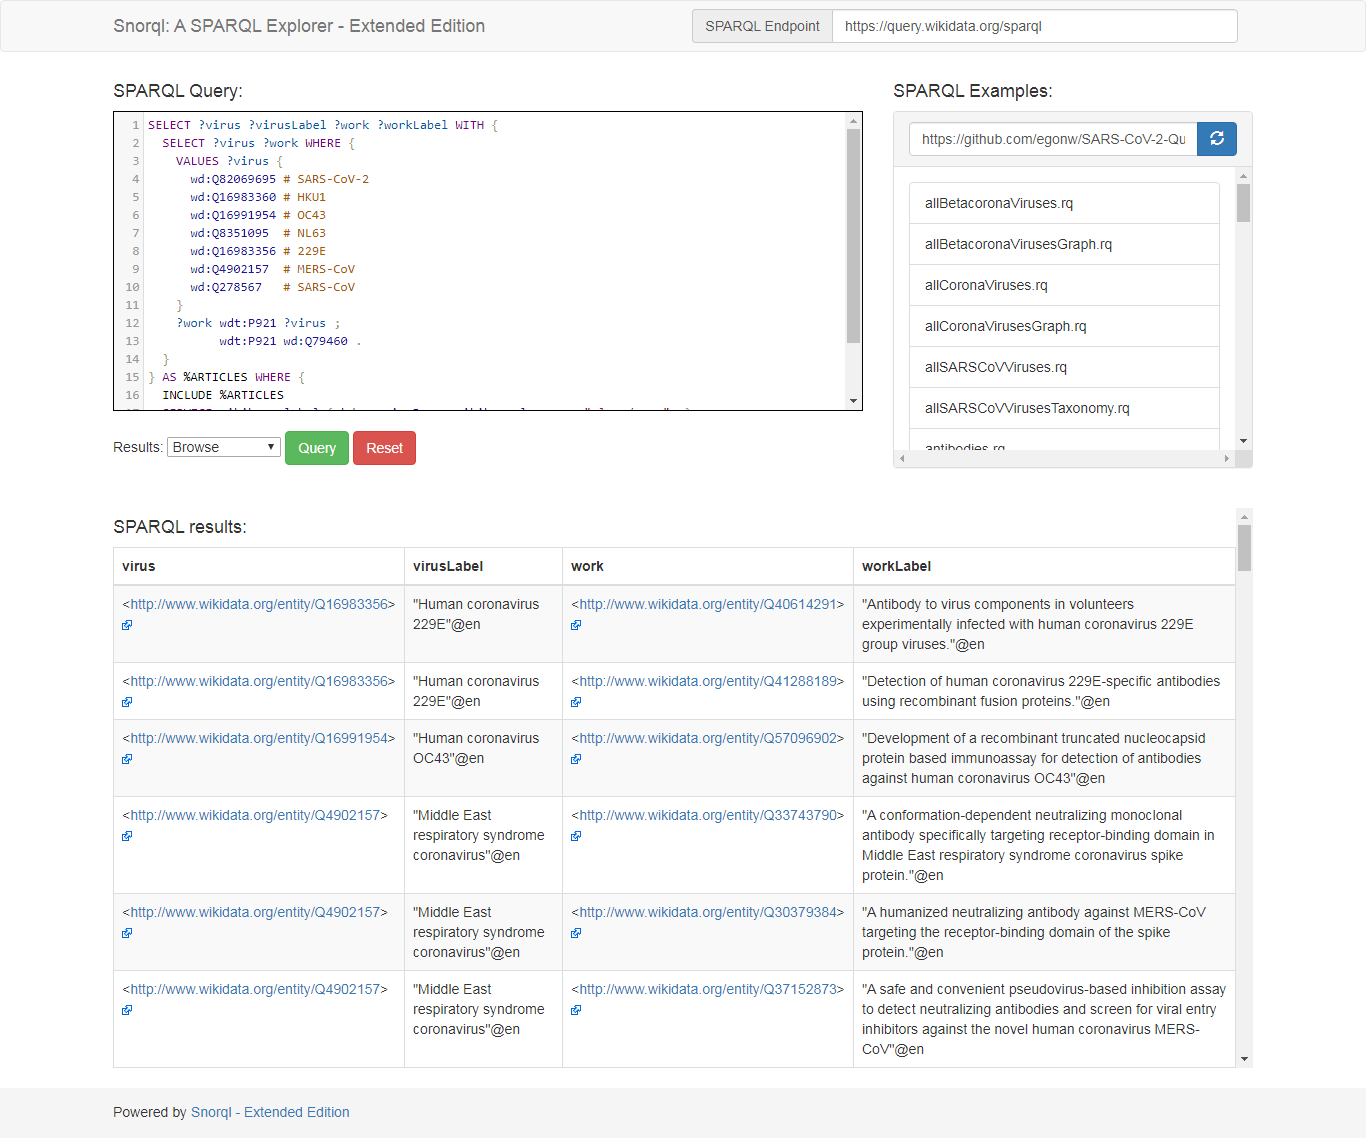 Snorql: A SPARQL Explorer - Extended Edition
SPARQL Endpoint
https://query.wikidata.org/sparql
SPARQL Query:
1 SELECT ?virus ?virusLabel ?work ?workLabel WITH {
2 SELECT ?virus ?work WHERE {
3 VALUES ?virus {
4 wd:Q82069695 # SARS-CoV-2
5 wd:Q16983360 # HKU1
6 wd:Q16991954 # OC43
7 wd:Q8351095 # NL63
8 wd:Q16983356 # 229E
9 wd:Q4902157 # MERS-CoV
10 wd:Q278567 # SARS-CoV
11 }
12 ?work wdt:P921 ?virus ;
13 wdt:P921 wd:Q79460 .
14 }
15 } AS %ARTICLES WHERE {
16 INCLUDE %ARTICLES
Results: Browse
Query
Reset
SPARQL Examples:
https://github.com/egonw/SARS-CoV-2-Qu
allBetacoronaViruses.rq
allBetacoronaVirusesGraph.rq
allCoronaViruses.rq
allCoronaVirusesGraph.rq
allSARSCoVViruses.rq
allSARSCoVVirusesTaxonomy.rq
antibodies.rq
SPARQL results:
virus virusLabel work workLabel
<http://www.wikidata.org/entity/Q16983356>
"Human coronavirus
229E"@en
<http://www.wikidata.org/entity/Q40614291>
"Antibody to virus components in volunteers
experimentally infected with human coronavirus 229E
group viruses."@en
<http://www.wikidata.org/entity/Q16983356>
"Human coronavirus
229E"@en
<http://www.wikidata.org/entity/Q41288189>
"Detection of human coronavirus 229E-specific antibodies
using recombinant fusion proteins."@en
<http://www.wikidata.org/entity/Q16991954>
"Human coronavirus
OC43"@en
<http://www.wikidata.org/entity/Q57096902>
"Development of a recombinant truncated nucleocapsid
protein based immunoassay for detection of antibodies
against human coronavirus OC43"@en
<http://www.wikidata.org/entity/Q4902157>
"Middle East
respiratory syndrome
coronavirus"@en
<http://www.wikidata.org/entity/Q33743790>
"A conformation-dependent neutralizing monoclonal
antibody specifically targeting receptor-binding domain in
Middle East respiratory syndrome coronavirus spike
protein."@en
<http://www.wikidata.org/entity/Q4902157>
"Middle East
respiratory syndrome
coronavirus"@en
<http://www.wikidata.org/entity/Q30379384>
"A humanized neutralizing antibody against MERS-CoV
targeting the receptor-binding domain of the spike
protein."@en
<http://www.wikidata.org/entity/Q4902157>
"Middle East
respiratory syndrome
coronavirus"@en
<http://www.wikidata.org/entity/Q37152873>
"A safe and convenient pseudovirus-based inhibition assay
to detect neutralizing antibodies and screen for viral entry
inhibitors against the novel human coronavirus MERS-
CoV"@en
Powered by Snorql - Extended Edition